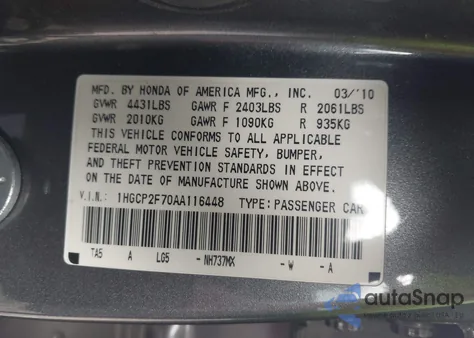 MFD. BY HONDA OF AMERICA MFG., INC. 03/'10
GVWR 4431LBS GAWR F 2403LBS R 2061LBS
GVWR 2010KG GAWR F 1090KG R 935KG
THIS VEHICLE CONFORMS TO ALL APPLICABLE
FEDERAL MOTOR VEHICLE SAFETY, BUMPER,
AND THEFT PREVENTION STANDARDS IN EFFECT
ON THE DATE OF MANUFACTURE SHOWN ABOVE.
V.I.N.: 1HGCP2F70AA116448 TYPE: PASSENGER CAR
TA5 A LG5 - NH737MX - W - A
autoSnap